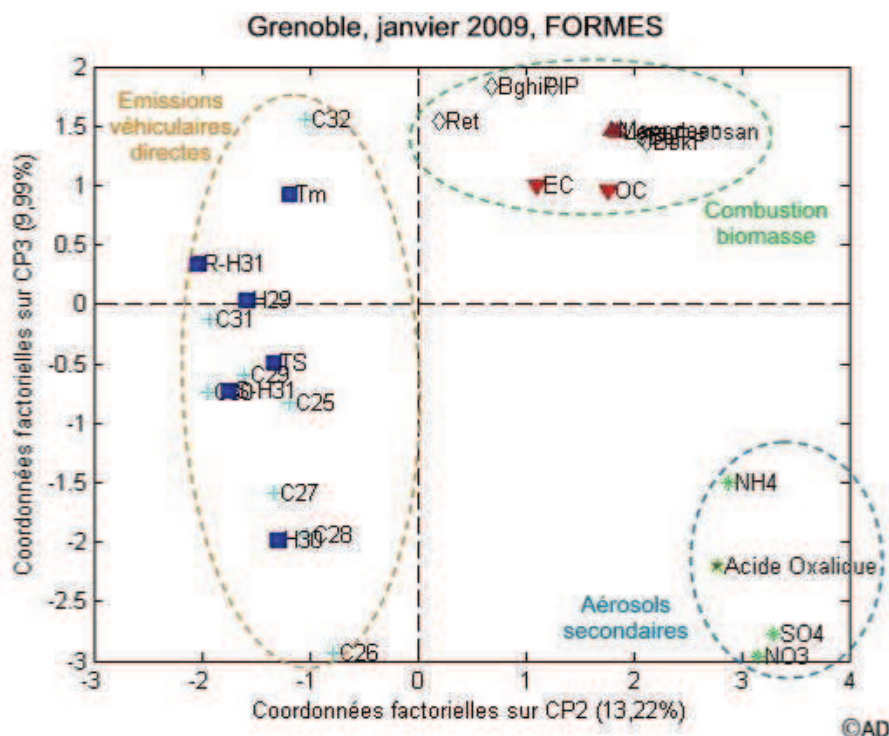 Grenoble, janvier 2009, FORMES
2
1.5
1
0.5
0
-0.5
-1
-1.5
-2
-2.5
-3
Coordonnées factorielles sur CP3 (9,99%)
Emissions
véhiculaires
directes
C32
Tm
R-H31
H29
C31
TS
C29
S-H31
C25
C27
H30
C28
C26
BghiP
IP
Ret
EC
OC
Combustion
biomasse
NH4
Acide Oxalique
SO4
NO3
Aérosols
secondaires
-3
-2
-1
0
1
2
3
4
Coordonnées factorielles sur CP2 (13,22%)
©AD